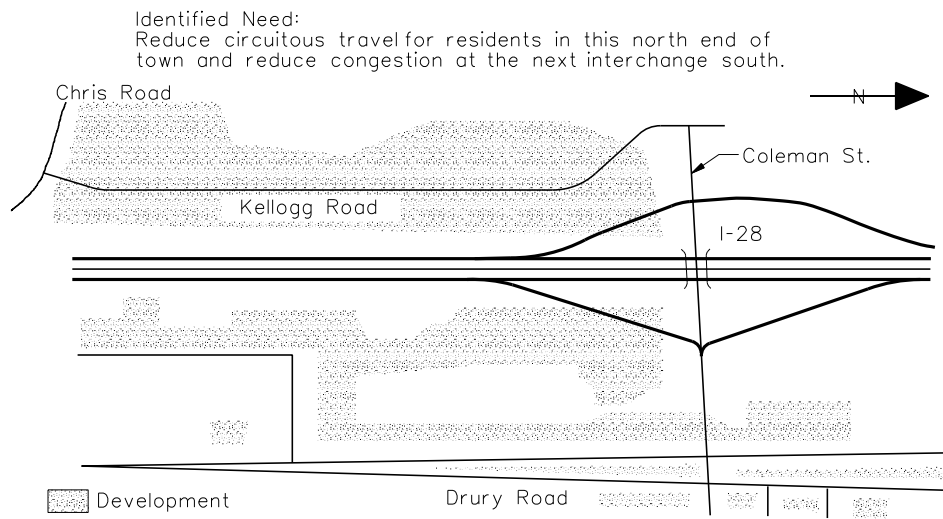 Identified Need:
Reduce circuitous travel for residents in this north end of
town and reduce congestion at the next interchange south.
Chris Road
N
Coleman St.
Kellogg Road
I-28
Development
Drury Road